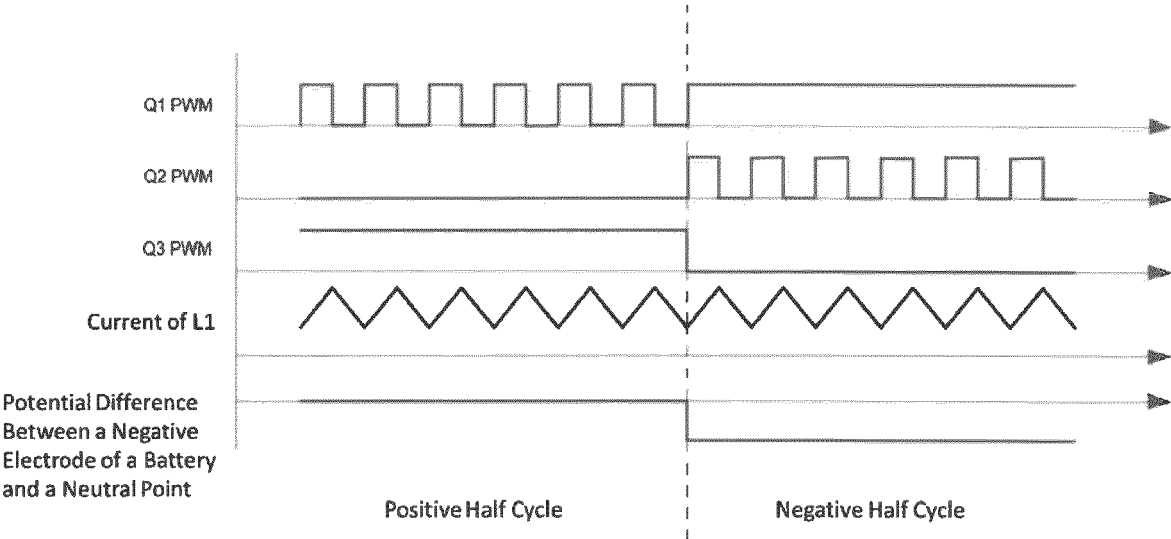 Q1 PWM
Q2 PWM
Q3 PWM
Current of L1
Potential Difference
Between a Negative
Electrode of a Battery
and a Neutral Point
Positive Half Cycle
Negative Half Cycle